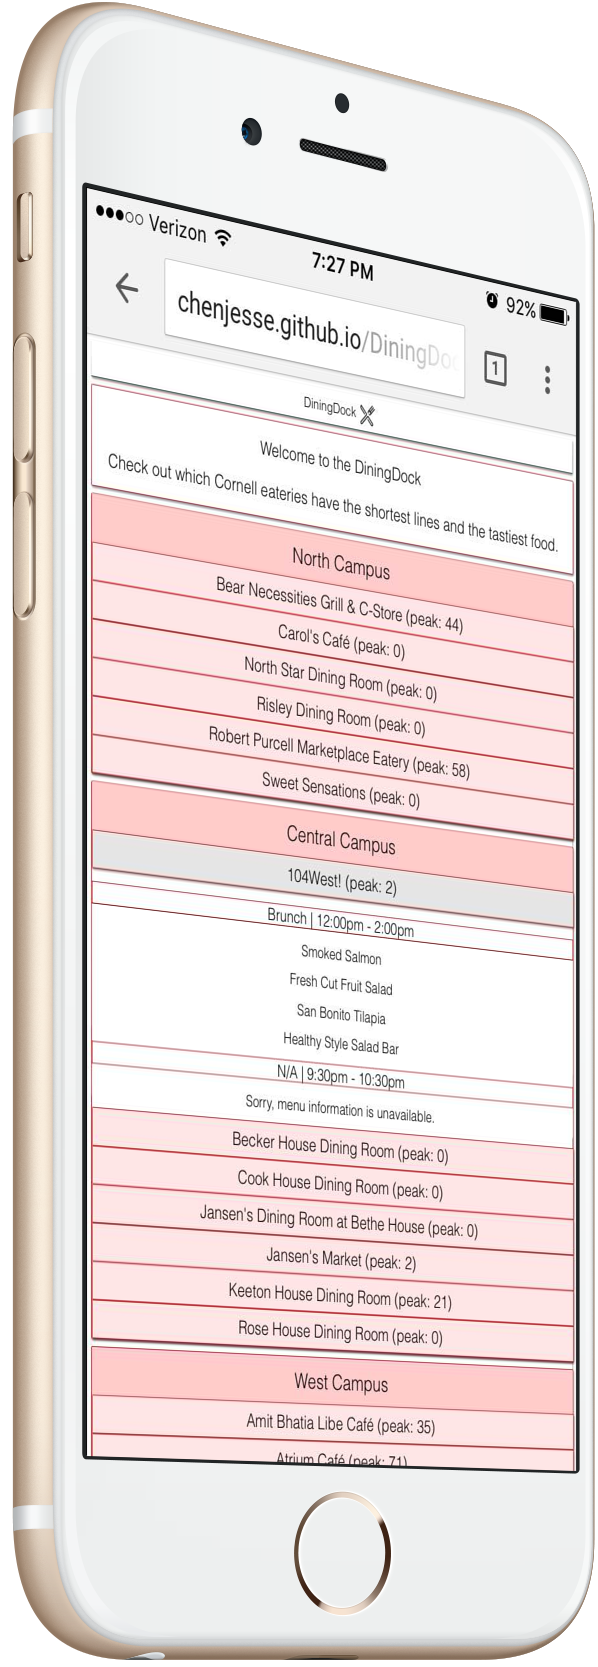 Verizon
7:27 PM
92%
chenjesse.github.io/DiningDoc
1
DiningDock
Welcome to the DiningDock
Check out which Cornell eateries have the shortest lines and the tastiest food.
North Campus
Bear Necessities Grill & C-Store (peak: 44)
Carol's Café (peak: 0)
North Star Dining Room (peak: 0)
Risley Dining Room (peak: 0)
Robert Purcell Marketplace Eatery (peak: 58)
Sweet Sensations (peak: 0)
Central Campus
104West! (peak: 2)
Brunch | 12:00pm - 2:00pm
Smoked Salmon
Fresh Cut Fruit Salad
San Bonito Tilapia
Healthy Style Salad Bar
N/A | 9:30pm - 10:30pm
Sorry, menu information is unavailable.
Becker House Dining Room (peak: 0)
Cook House Dining Room (peak: 0)
Jansen's Dining Room at Bethe House (peak: 0)
Jansen's Market (peak: 2)
Keeton House Dining Room (peak: 21)
Rose House Dining Room (peak: 0)
West Campus
Amit Bhatia Libe Café (peak: 35)
Atrium Café (peak: 71)